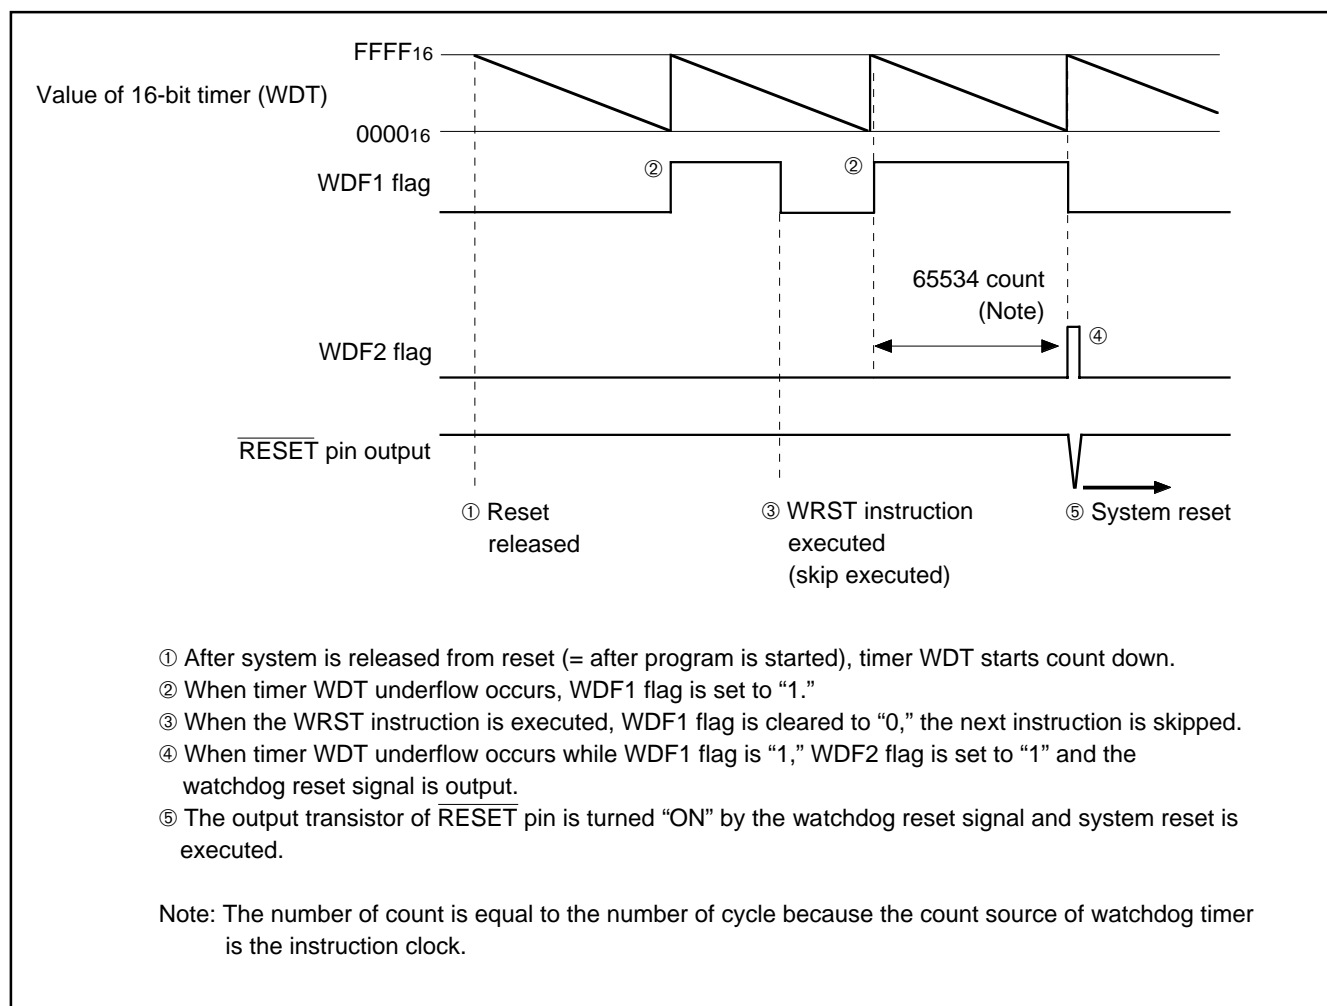 FFFF16
Value of 16-bit timer (WDT)
000016
WDF1 flag
②
②
65534 count
(Note)
WDF2 flag
④
RESET pin output
① Reset
released
③ WRST instruction
executed
(skip executed)
⑤ System reset
① After system is released from reset (= after program is started), timer WDT starts count down.
② When timer WDT underflow occurs, WDF1 flag is set to “1.”
③ When the WRST instruction is executed, WDF1 flag is cleared to “0,” the next instruction is skipped.
④ When timer WDT underflow occurs while WDF1 flag is “1,” WDF2 flag is set to “1” and the
watchdog reset signal is output.
⑤ The output transistor of RESET pin is turned “ON” by the watchdog reset signal and system reset is
executed.
Note: The number of count is equal to the number of cycle because the count source of watchdog timer
is the instruction clock.